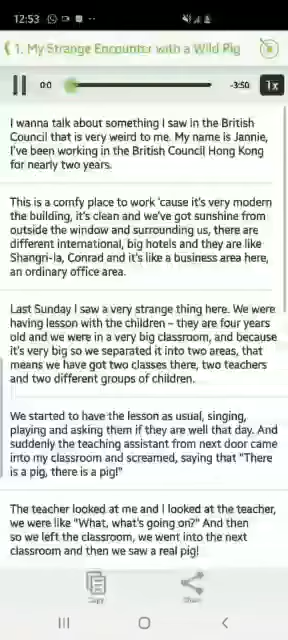 12:53
1. My Strange Encounter with a Wild Pig
0:0
-3:50
1x
I wanna talk about something I saw in the British
Council that is very weird to me. My name is Jannie,
I've been working in the British Council Hong Kong
for nearly two years.
This is a comfy place to work 'cause it's very modern
the building, it's clean and we've got sunshine from
outside the window and surrounding us, there are
different international, big hotels and they are like
Shangri-la, Conrad and it's like a business area here,
an ordinary office area.
Last Sunday I saw a very strange thing here. We were
having lesson with the children – they are four years
old and we were in a very big classroom, and because
it's very big so we separated it into two areas, that
means we have got two classes there, two teachers
and two different groups of children.
We started to have the lesson as usual, singing,
playing and asking them if they are well that day. And
suddenly the teaching assistant from next door came
into my classroom and screamed, saying that "There
is a pig, there is a pig!"
The teacher looked at me and I looked at the teacher,
we were like "What, what's going on?" And then
so we left the classroom, we went into the next
classroom and then we saw a real pig!
Copy
Share